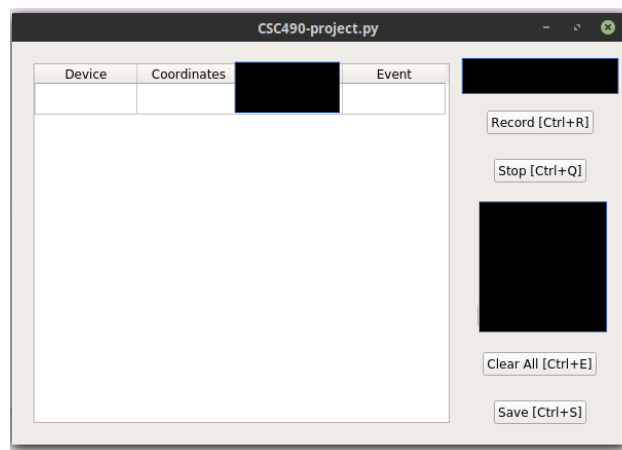 CSC490-project.py
Device Coordinates Event
Record [Ctrl+R]
Stop [Ctrl+Q]
Clear All [Ctrl+E]
Save [Ctrl+S]